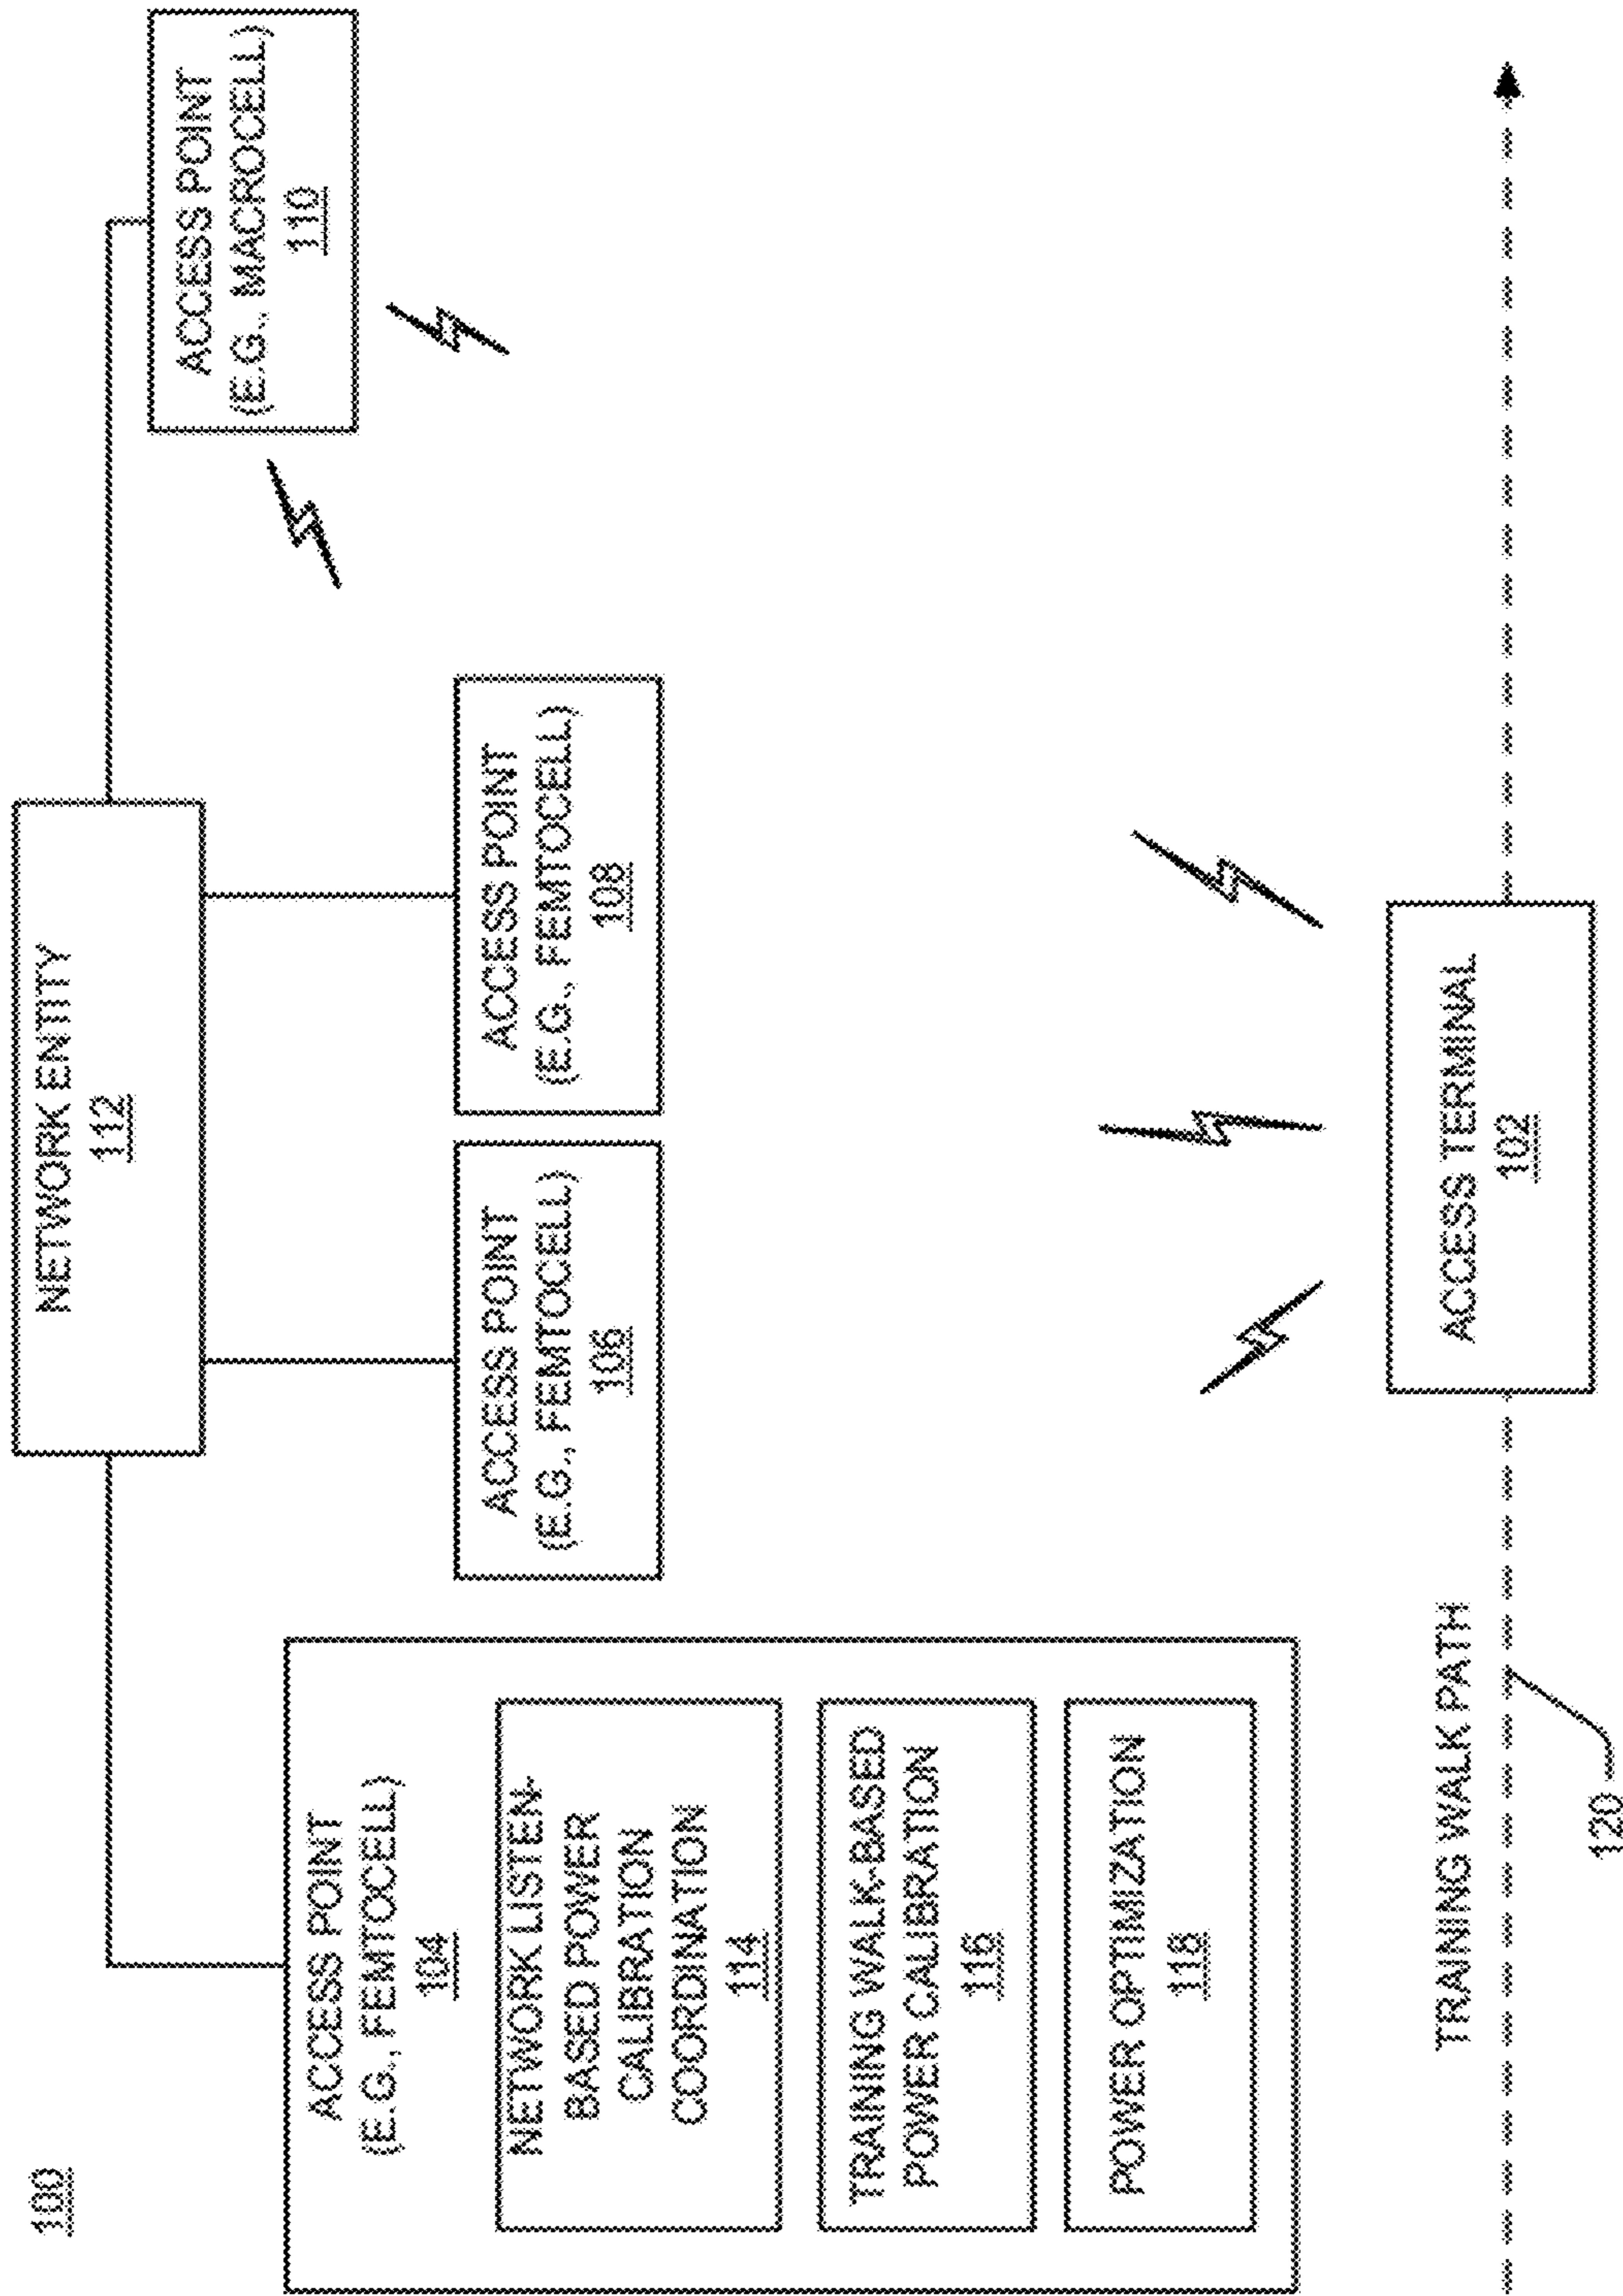 100
NETWORK ENTITY
112
ACCESS POINT
(E.G., FEMTOCELL)
104
NETWORK LISTEN-
BASED POWER
CALIBRATION
COORDINATION
114
TRAINING WALK-BASED
POWER CALIBRATION
116
POWER OPTIMIZATION
118
ACCESS POINT
(E.G., FEMTOCELL)
106
ACCESS POINT
(E.G., FEMTOCELL)
108
ACCESS POINT
(E.G., MACROCELL)
110
TRAINING WALK PATH
120
ACCESS TERMINAL
102